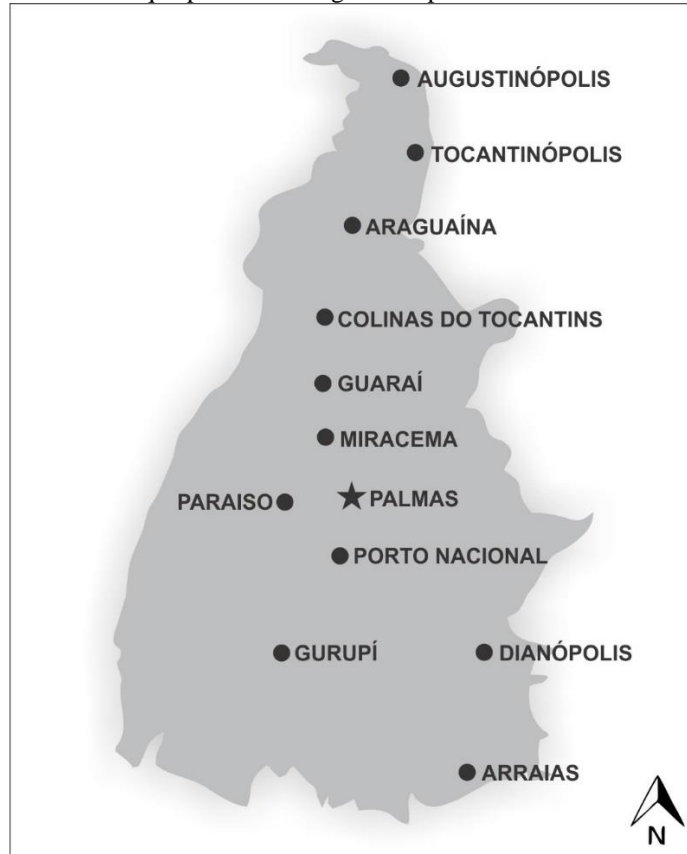 AUGUSTINÓPOLIS
TOCANTINÓPOLIS
ARAGUAÍNA
COLINAS DO TOCANTINS
GUARAÍ
MIRACEMA
PARAISO
PALMAS
PORTO NACIONAL
GURUPÍ
DIANÓPOLIS
ARRAIAS
N